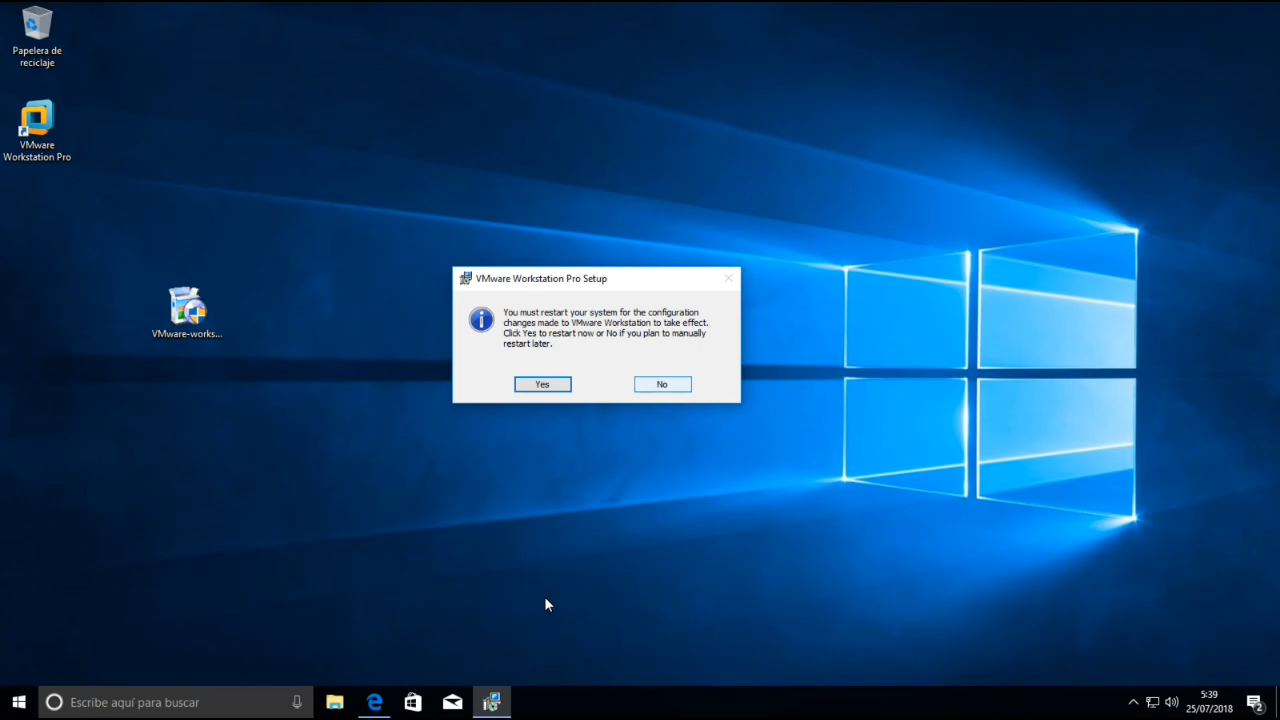 Papelera de
reciclaje
VMware
Workstation Pro
VMware-works...
VMware Workstation Pro Setup
You must restart your system for the configuration
changes made to VMware Workstation to take effect.
Click Yes to restart now or No if you plan to manually
restart later.
Yes
No
Escribe aquí para buscar
5:39
25/07/2018
2